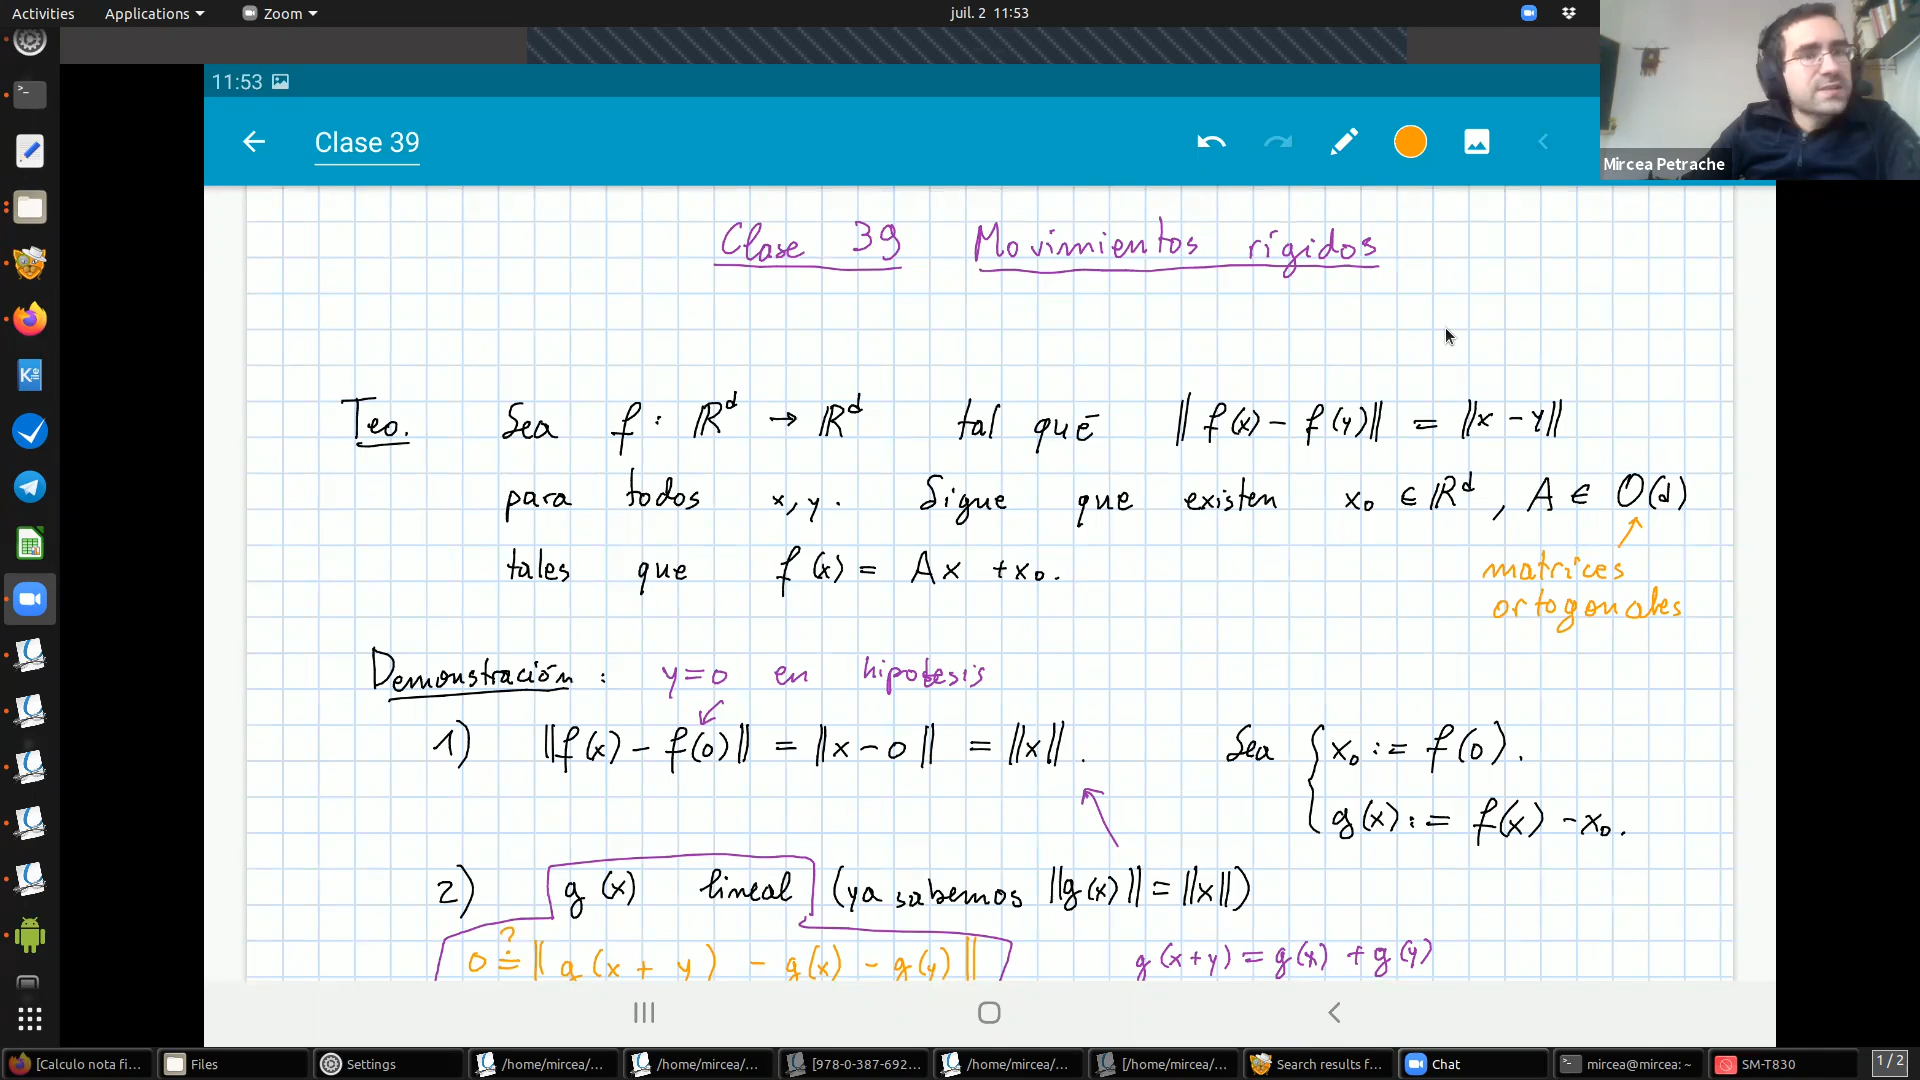 Activities Applications Zoom juil. 2 11:53
11:53
Clase 39
Mircea Petrache
Clase 39 Movimientos rígidos
Teo. Sea f : ℝᵈ → ℝᵈ tal que ‖f(x) − f(y)‖ = ‖x − y‖
para todos x, y. Sigue que existen x₀ ∈ ℝᵈ, A ∈ O(d)
tales que f(x) = Ax + x₀.
matrices
ortogonales
Demostración : y=0 en hipotesis
1) ‖f(x) − f(0)‖ = ‖x − 0‖ = ‖x‖. Sea { x₀ := f(0).
g(x) := f(x) − x₀.
2) g(x) lineal (ya sabemos ‖g(x)‖ = ‖x‖)
0 ≟ ‖g(x + y) − g(x) − g(y)‖ g(x+y) = g(x) + g(y)
[Calculo nota fi... Files Settings /home/mircea/... /home/mircea/... [978-0-387-692... /home/mircea/... [/home/mircea/... Search results f... Chat mircea@mircea: ~ SM-T830 1 / 2